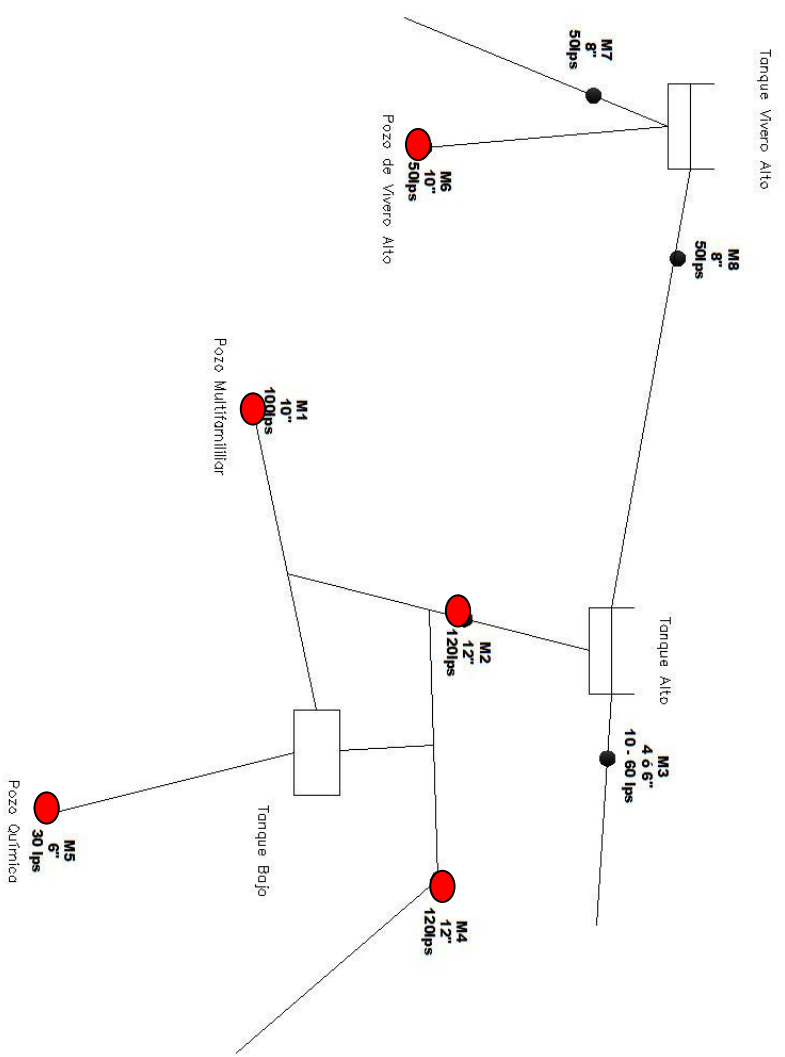 Tanque Vivero Alto
M7
8"
50lps
M6
10"
50lps
Pozo de Vivero Alto
M8
8"
50lps
M1
10"
100lps
Pozo Multifamililiar
Tanque Alto
M2
12"
120lps
M3
4 ó 6"
10 - 60 lps
Tanque Bajo
M5
6"
30 lps
Pozo Química
M4
12"
120lps